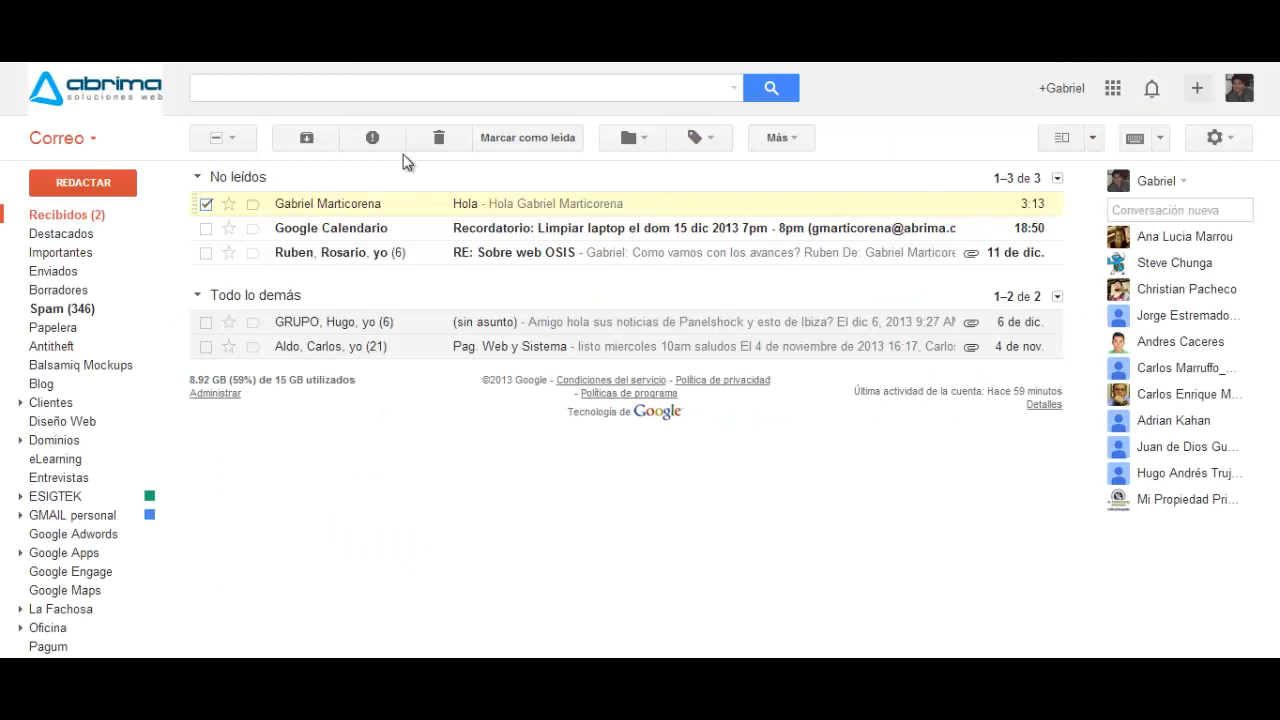 abrima
soluciones web
+Gabriel
Correo
Marcar como leída
Más
REDACTAR
Recibidos (2)
Destacados
Importantes
Enviados
Borradores
Spam (346)
Papelera
Antitheft
Balsamiq Mockups
Blog
Clientes
Diseño Web
Dominios
eLearning
Entrevistas
ESIGTEK
GMAIL personal
Google Adwords
Google Apps
Google Engage
Google Maps
La Fachosa
Oficina
Pagum
No leídos 1–3 de 3
Gabriel Marticorena Hola - Hola Gabriel Marticorena 3:13
Google Calendario Recordatorio: Limpiar laptop el dom 15 dic 2013 7pm - 8pm (gmarticorena@abrima.c 18:50
Ruben, Rosario, yo (6) RE: Sobre web OSIS - Gabriel: Como vamos con los avances? Ruben De: Gabriel Marticore 11 de dic.
Todo lo demás 1–2 de 2
GRUPO, Hugo, yo (6) (sin asunto) - Amigo hola sus noticias de Panelshock y esto de Ibiza? El dic 6, 2013 9:27 AM 6 de dic.
Aldo, Carlos, yo (21) Pag. Web y Sistema - listo miercoles 10am saludos El 4 de noviembre de 2013 16:17, Carlos 4 de nov.
8.92 GB (59%) de 15 GB utilizados
Administrar
©2013 Google - Condiciones del servicio - Política de privacidad
- Políticas de programa
Tecnología de Google
Última actividad de la cuenta: Hace 59 minutos
Detalles
Gabriel
Conversación nueva
Ana Lucia Marrou
Steve Chunga
Christian Pacheco
Jorge Estremado...
Andres Caceres
Carlos Marruffo_...
Carlos Enrique M...
Adrian Kahan
Juan de Dios Gu...
Hugo Andrés Truj...
Mi Propiedad Pri...